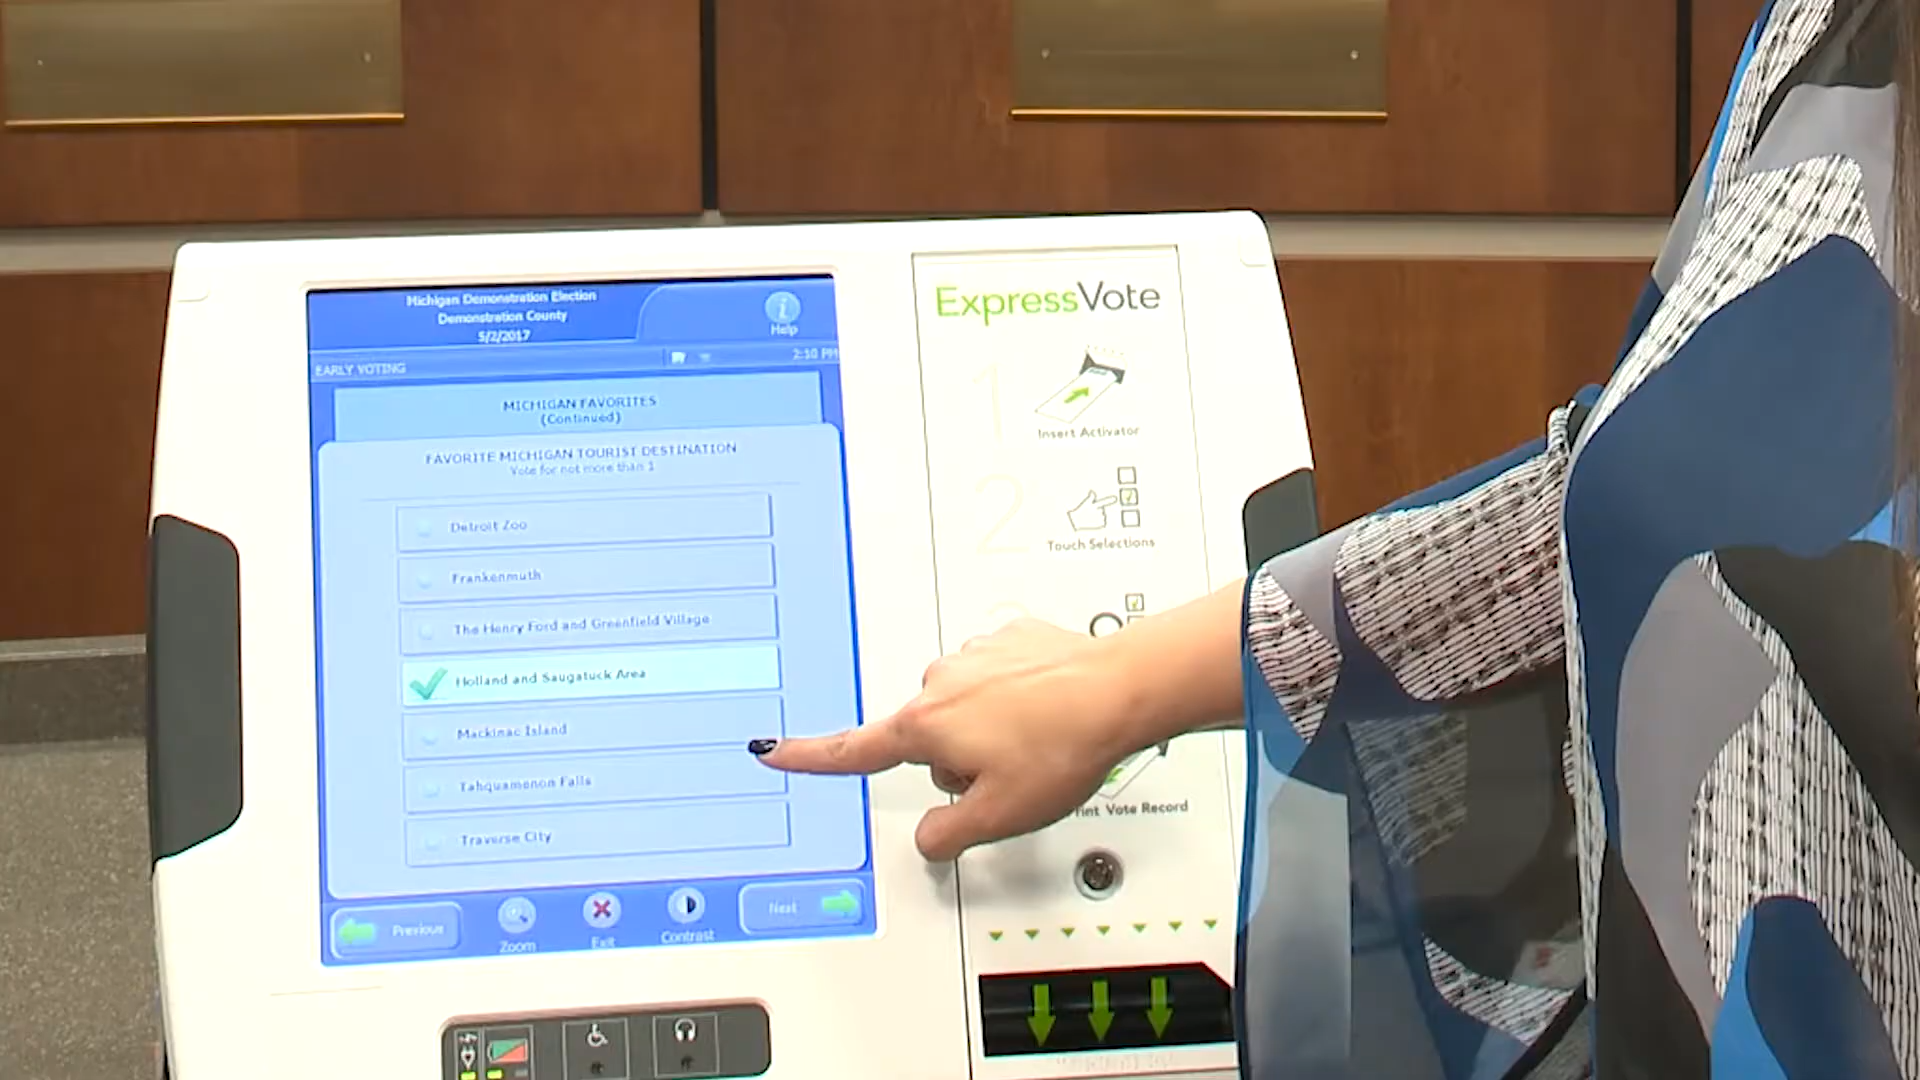 Michigan Demonstration Election
Demonstration County
5/2/2017
Help
EARLY VOTING
2:10 PM
MICHIGAN FAVORITES
(Continued)
FAVORITE MICHIGAN TOURIST DESTINATION
Vote for not more than 1
Detroit Zoo
Frankenmuth
The Henry Ford and Greenfield Village
Holland and Saugatuck Area
Mackinac Island
Tahquamenon Falls
Traverse City
Previous
Zoom
Exit
Contrast
Next
ExpressVote
1
Insert Activator
2
Touch Selections
Vote Record